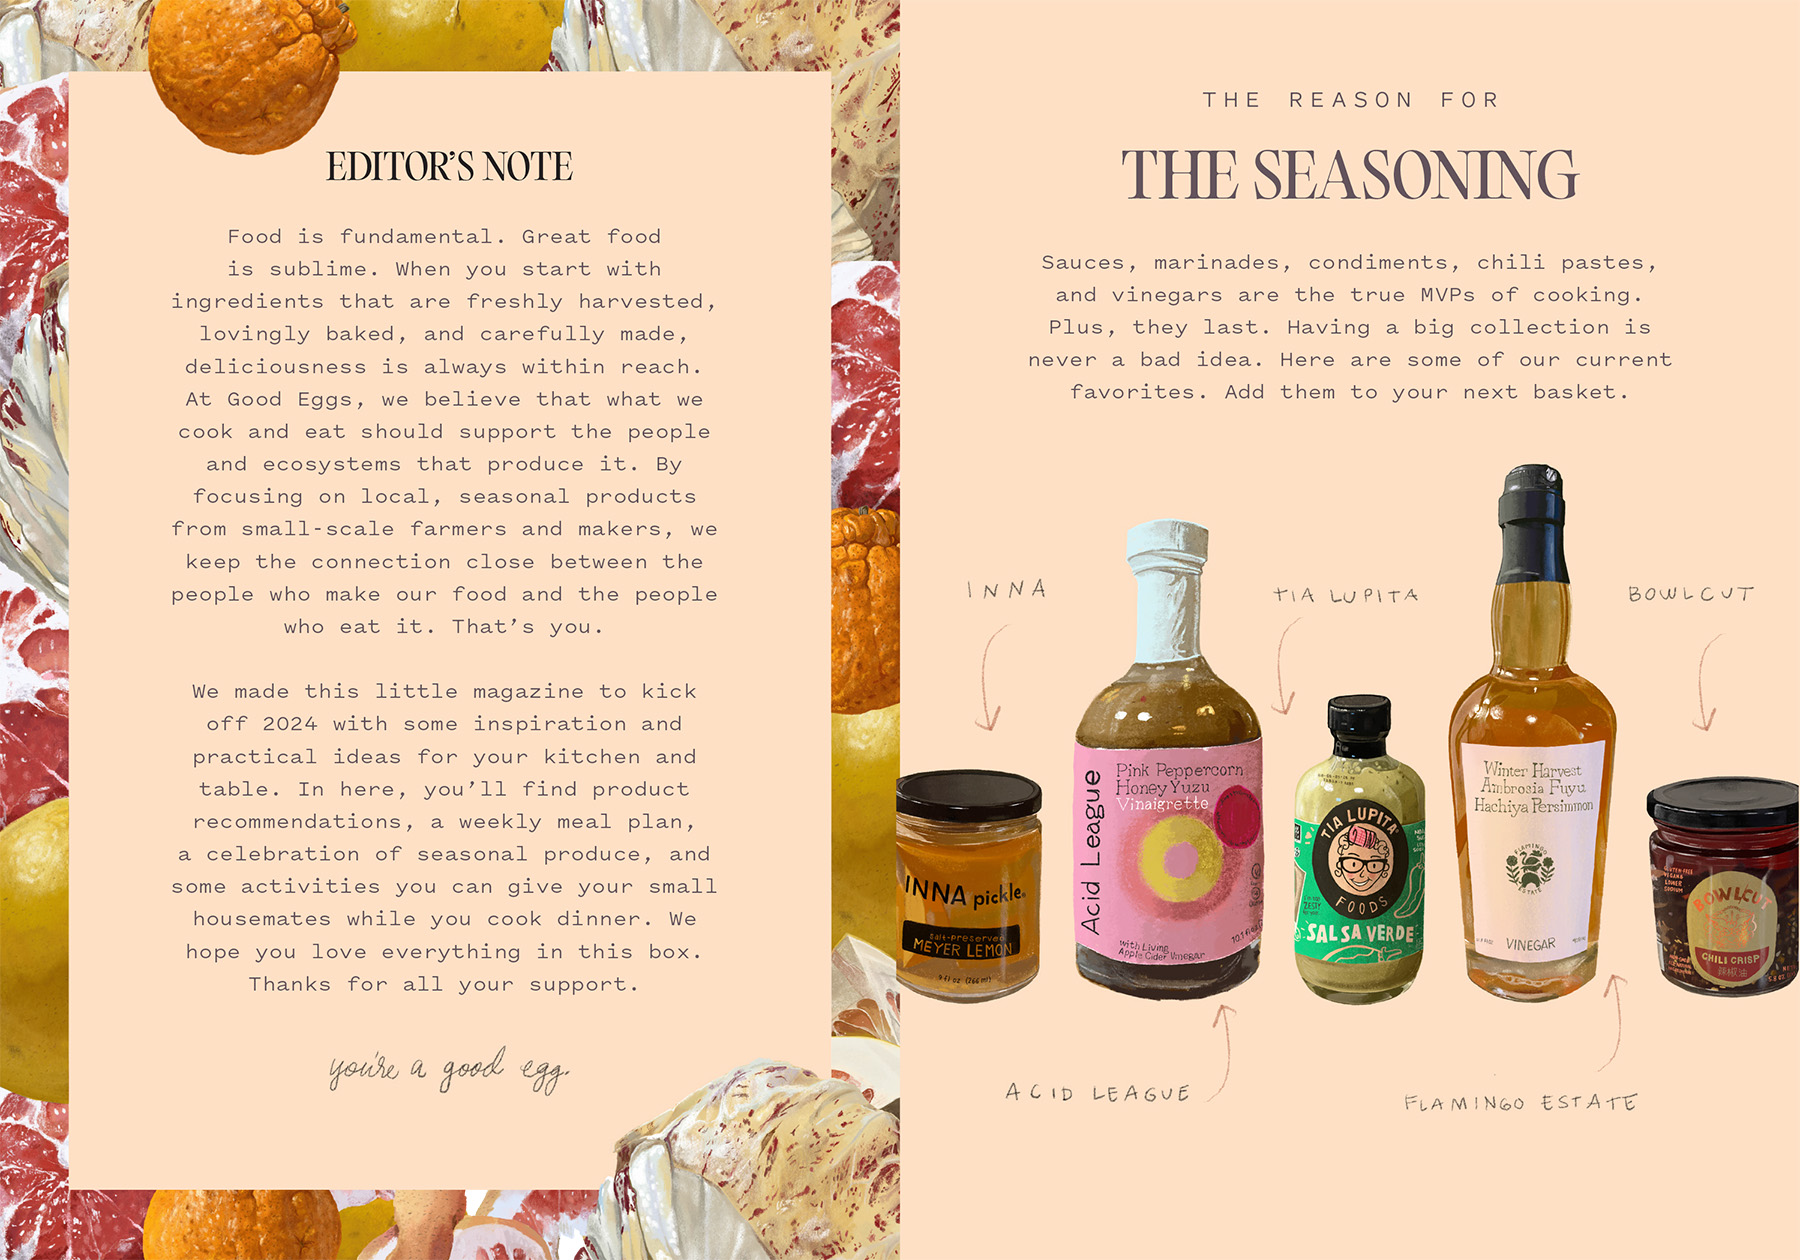 EDITOR’S NOTE
Food is fundamental. Great food
is sublime. When you start with
ingredients that are freshly harvested,
lovingly baked, and carefully made,
deliciousness is always within reach.
At Good Eggs, we believe that what we
cook and eat should support the people
and ecosystems that produce it. By
focusing on local, seasonal products
from small-scale farmers and makers, we
keep the connection close between the
people who make our food and the people
who eat it. That’s you.
We made this little magazine to kick
off 2024 with some inspiration and
practical ideas for your kitchen and
table. In here, you’ll find product
recommendations, a weekly meal plan,
a celebration of seasonal produce, and
some activities you can give your small
housemates while you cook dinner. We
hope you love everything in this box.
Thanks for all your support.
you're a good egg.
THE REASON FOR
THE SEASONING
Sauces, marinades, condiments, chili pastes,
and vinegars are the true MVPs of cooking.
Plus, they last. Having a big collection is
never a bad idea. Here are some of our current
favorites. Add them to your next basket.
INNA
TIA LUPITA
BOWLCUT
INNA pickle.
salt-preserved
MEYER LEMON
9 fl oz (266 ml)
Acid League
Pink Peppercorn
Honey Yuzu
Vinaigrette
with Living
Apple Cider Vinegar
TIA LUPITA
FOODS
SALSA VERDE
Winter Harvest
Ambrosia Fuyu
Hachiya Persimmon
FLAMINGO
ESTATE
VINEGAR
GLUTEN-FREE
VEGAN
LOWER
SODIUM
BOWLCUT
CHILI CRISP
辣椒油
ACID LEAGUE
FLAMINGO ESTATE